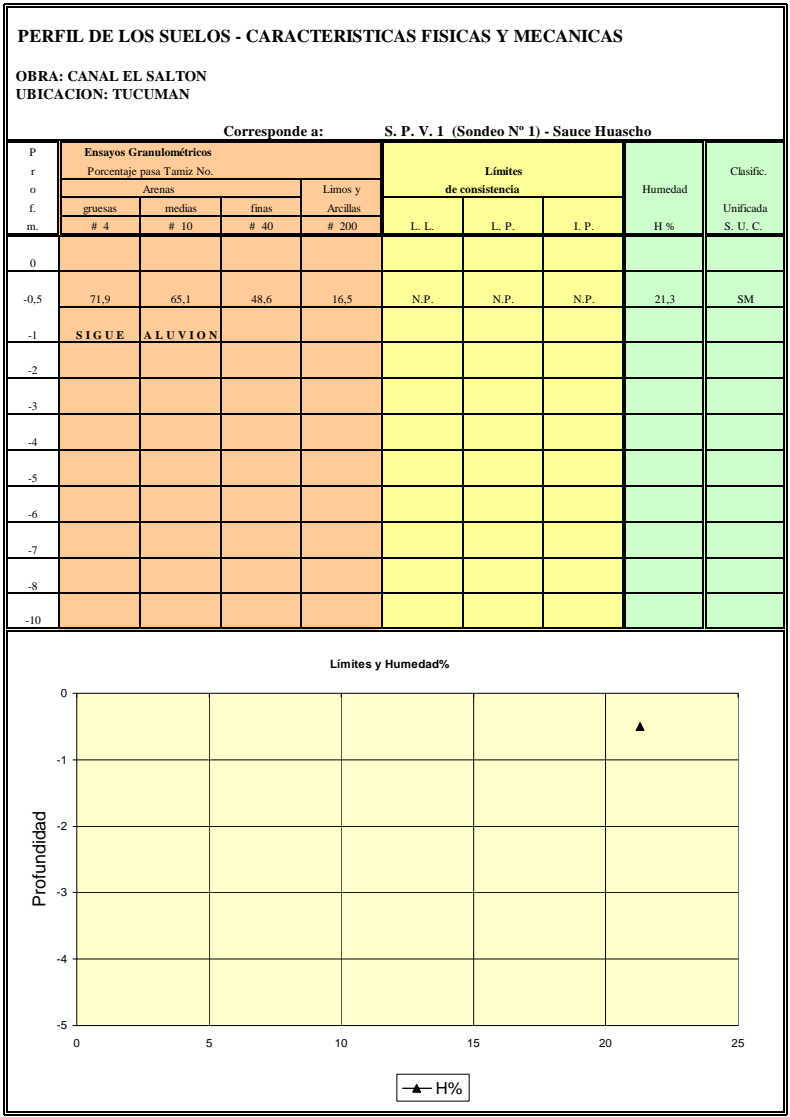 PERFIL DE LOS SUELOS - CARACTERISTICAS FISICAS Y MECANICAS
OBRA: CANAL EL SALTON
UBICACION: TUCUMAN
Corresponde a: S. P. V. 1 (Sondeo Nº 1) - Sauce Huascho
P Ensayos Granulométricos
r Porcentaje pasa Tamiz No. Límites Clasific.
o Arenas Limos y de consistencia Humedad
f. gruesas medias finas Arcillas Unificada
m. # 4 # 10 # 40 # 200 L. L. L. P. I. P. H % S. U. C.
0
-0,5 71,9 65,1 48,6 16,5 N.P. N.P. N.P. 21,3 SM
-1 S I G U E A L U V I O N
-2
-3
-4
-5
-6
-7
-8
-10
Límites y Humedad%
Profundidad
0
-1
-2
-3
-4
-5
0 5 10 15 20 25
H%